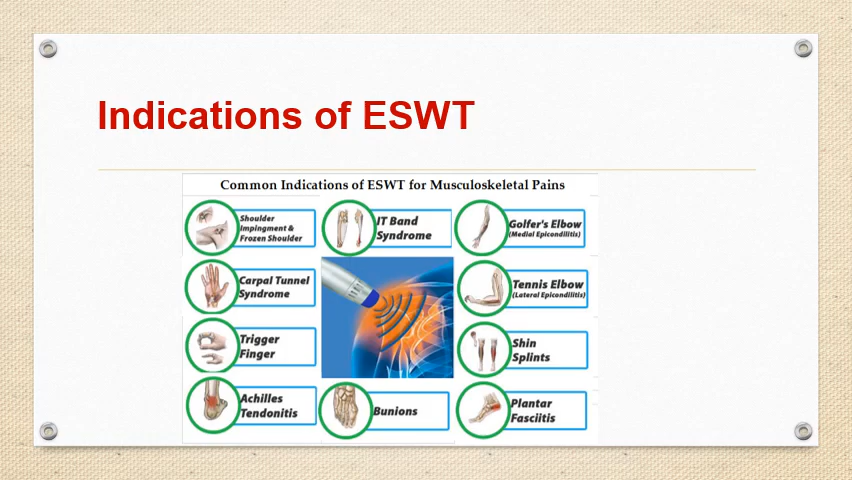 Indications of ESWT
Common Indications of ESWT for Musculoskeletal Pains
Shoulder
Impingment &
Frozen Shoulder
IT Band
Syndrome
Golfer's Elbow
(Medial Epicondilitis)
Carpal Tunnel
Syndrome
Tennis Elbow
(Lateral Epicondilitis)
Trigger
Finger
Shin
Splints
Achilles
Tendonitis
Bunions
Plantar
Fasciitis